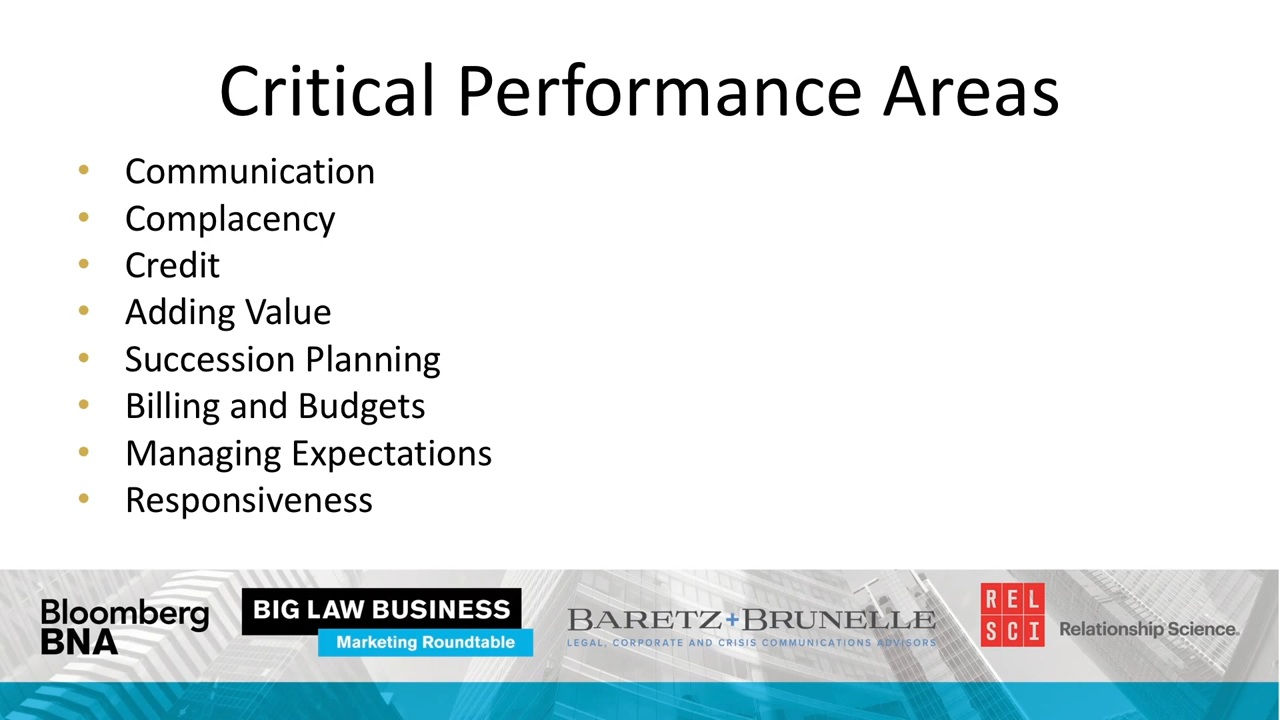 Critical Performance Areas
• Communication
• Complacency
• Credit
• Adding Value
• Succession Planning
• Billing and Budgets
• Managing Expectations
• Responsiveness
Bloomberg
BNA
BIG LAW BUSINESS
Marketing Roundtable
BARETZ+BRUNELLE
LEGAL, CORPORATE AND CRISIS COMMUNICATIONS ADVISORS
REL
SCI
Relationship Science.